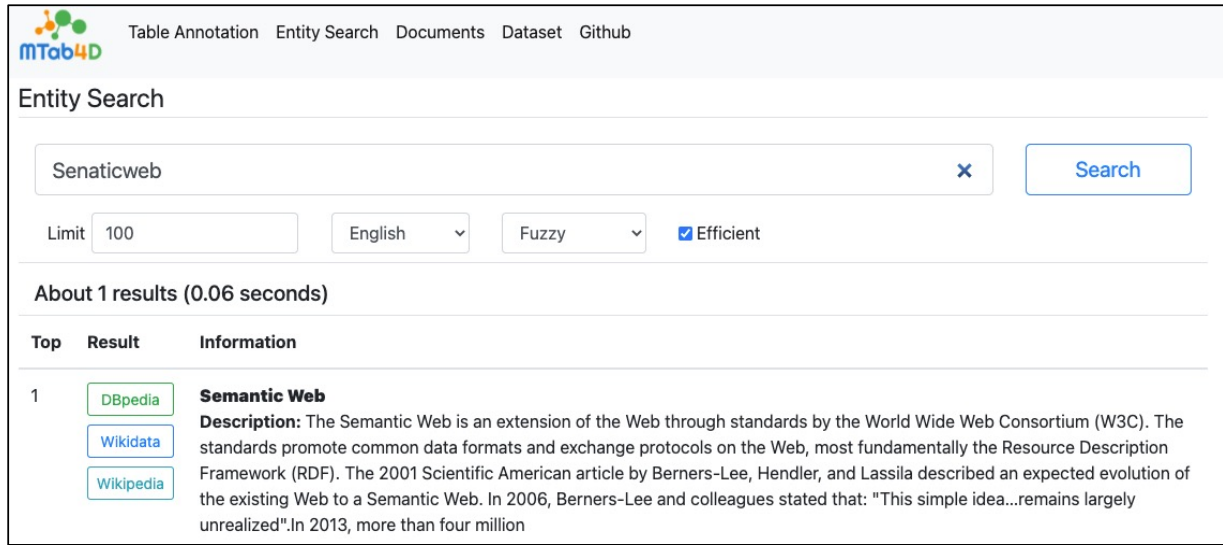 MTab4D
Table Annotation Entity Search Documents Dataset Github
Entity Search
Senaticweb
Search
Limit 100 English Fuzzy Efficient
About 1 results (0.06 seconds)
Top Result Information
1 DBpedia Wikidata Wikipedia
Semantic Web
Description: The Semantic Web is an extension of the Web through standards by the World Wide Web Consortium (W3C). The
standards promote common data formats and exchange protocols on the Web, most fundamentally the Resource Description
Framework (RDF). The 2001 Scientific American article by Berners-Lee, Hendler, and Lassila described an expected evolution of
the existing Web to a Semantic Web. In 2006, Berners-Lee and colleagues stated that: "This simple idea...remains largely
unrealized".In 2013, more than four million